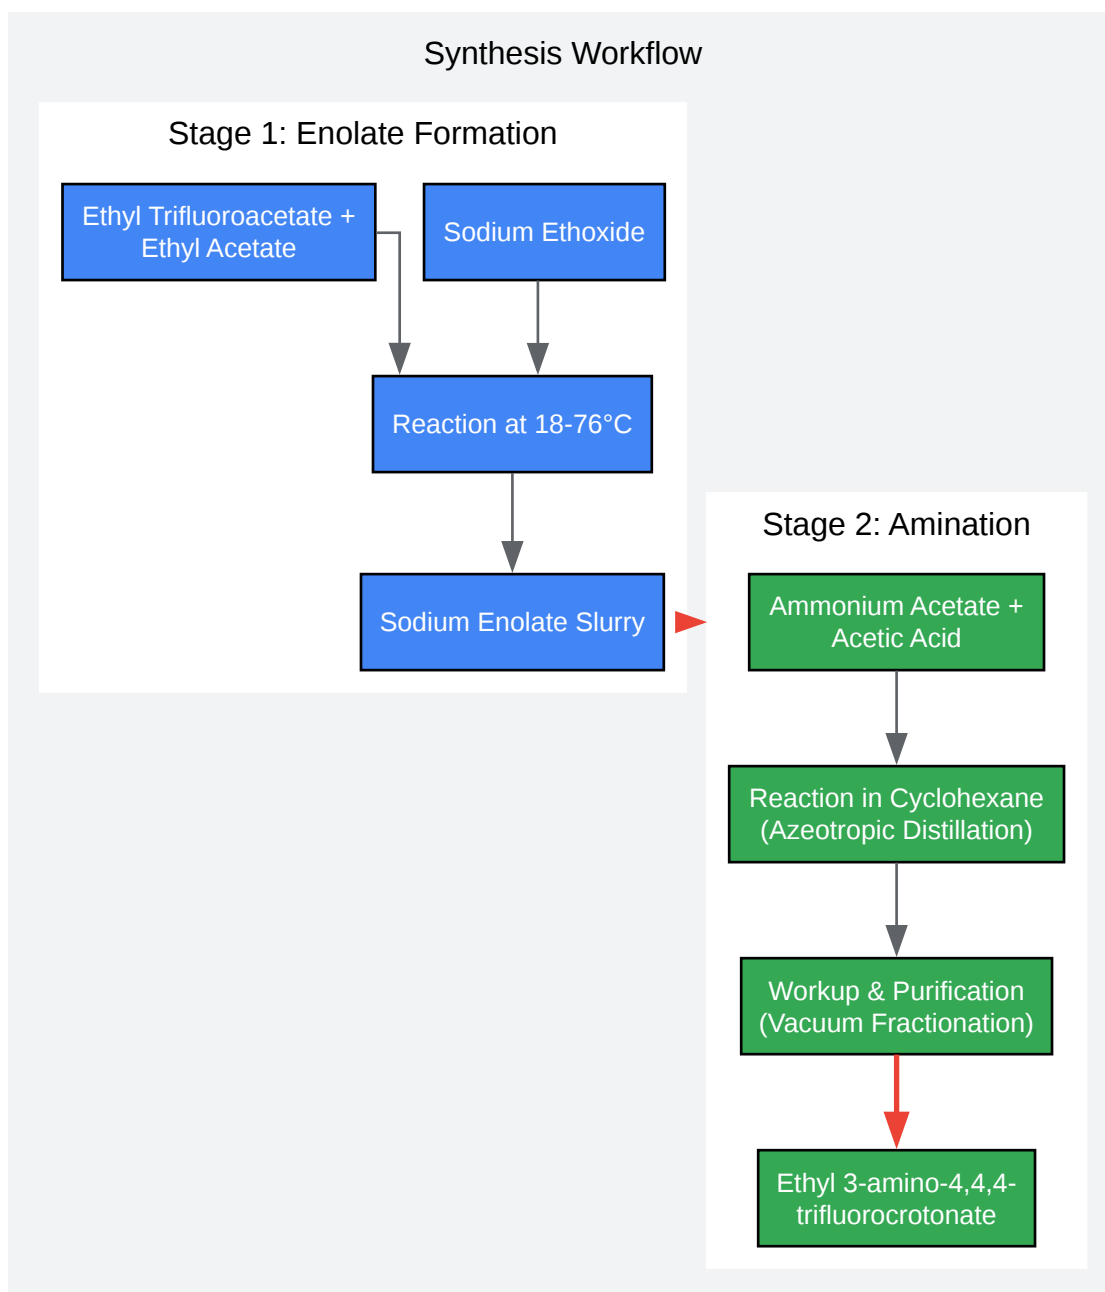 Synthesis Workflow
Stage 1: Enolate Formation
Ethyl Trifluoroacetate +
Ethyl Acetate
Sodium Ethoxide
Reaction at 18-76°C
Sodium Enolate Slurry
Stage 2: Amination
Ammonium Acetate +
Acetic Acid
Reaction in Cyclohexane
(Azeotropic Distillation)
Workup & Purification
(Vacuum Fractionation)
Ethyl 3-amino-4,4,4-
trifluorocrotonate